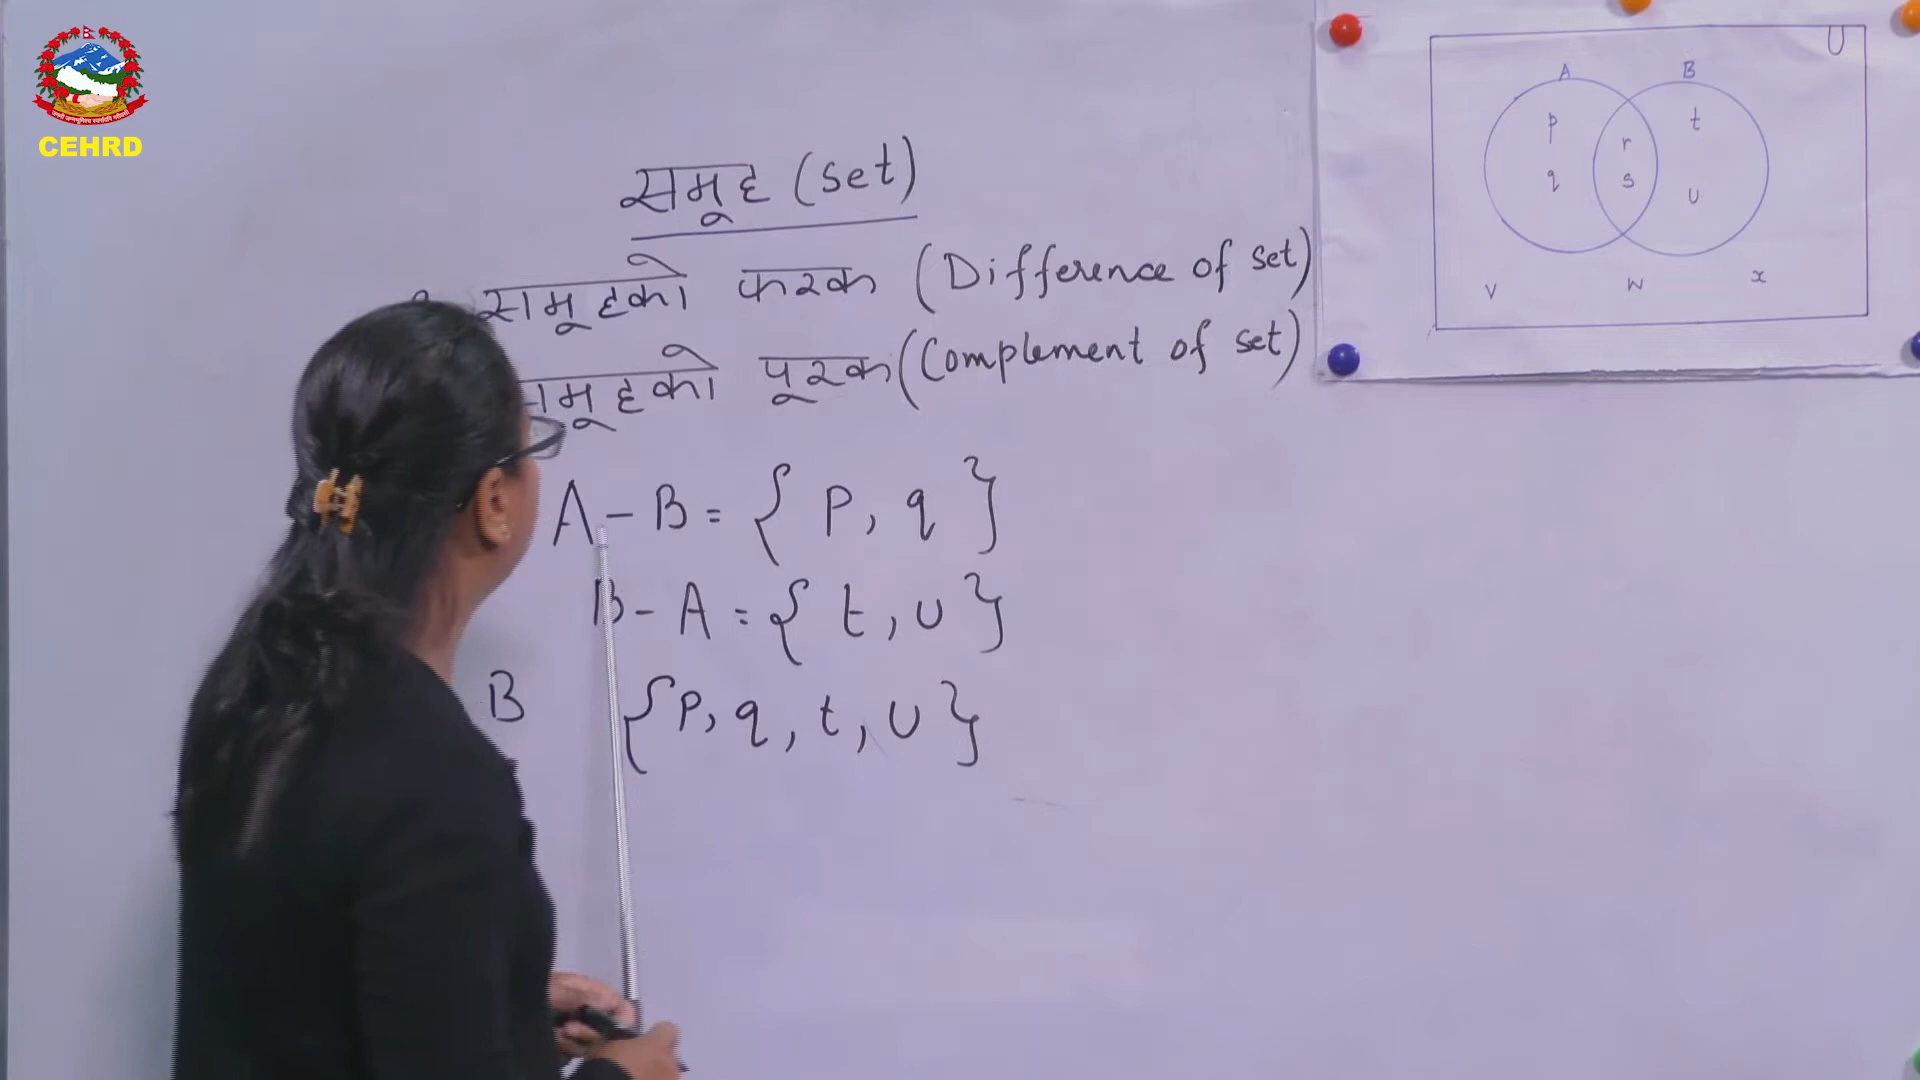 CEHRD
समूह (set)
समूहको फरक (Difference of set)
मूहको पूरक (Complement of set)
A - B = { p, q }
B - A = { t, u }
B {p, q, t, u}
U
A B
p r t
q s u
v w x